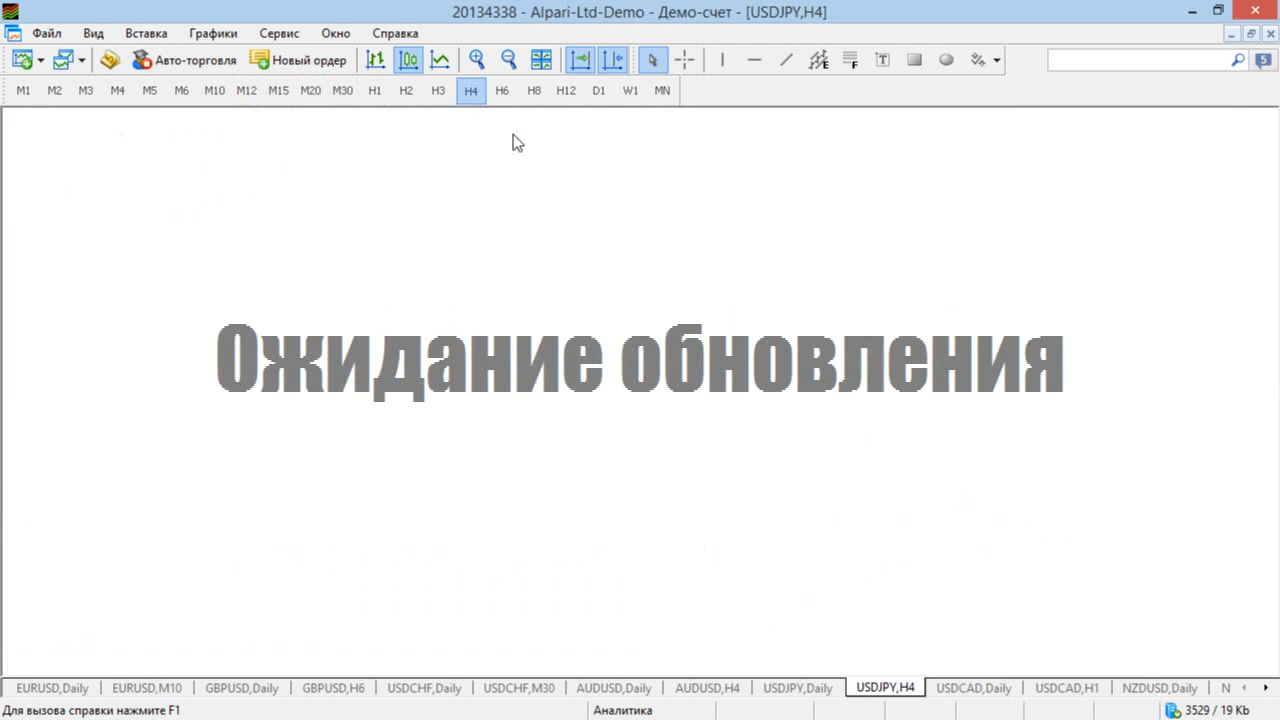 20134338 - Alpari-Ltd-Demo - Демо-счет - [USDJPY,H4]
Файл Вид Вставка Графики Сервис Окно Справка
Авто-торговля Новый ордер E F T 5
M1 M2 M3 M4 M5 M6 M10 M12 M15 M20 M30 H1 H2 H3 H4 H6 H8 H12 D1 W1 MN
Ожидание обновления
EURUSD,Daily EURUSD,M10 GBPUSD,Daily GBPUSD,H6 USDCHF,Daily USDCHF,M30 AUDUSD,Daily AUDUSD,H4 USDJPY,Daily USDJPY,H4 USDCAD,Daily USDCAD,H1 NZDUSD,Daily N
Для вызова справки нажмите F1 Аналитика 3529 / 19 Kb